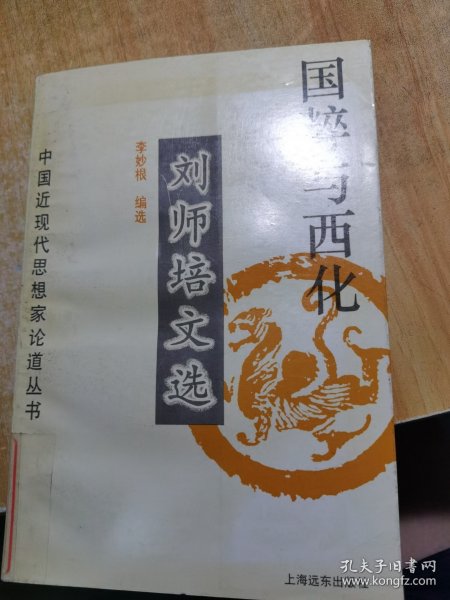 国粹与西化
刘师培文选
李妙根 编选
中国近现代思想家论道丛书
上海远东出版社
孔夫子旧书网
www.kongfz.com